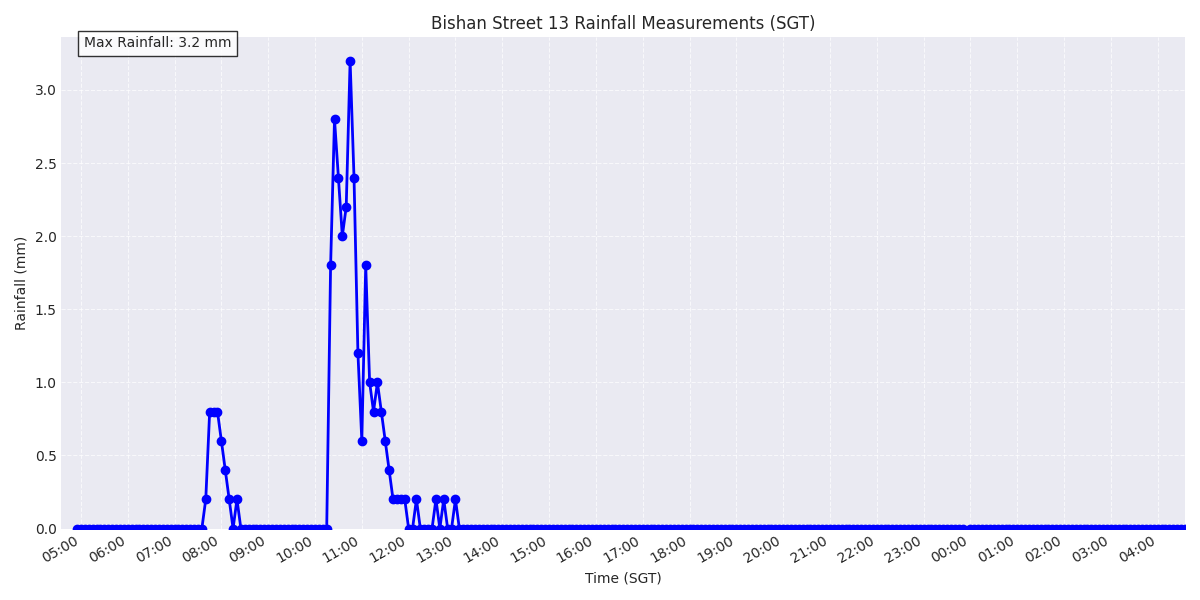 Bishan Street 13 Rainfall Measurements (SGT)
Max Rainfall: 3.2 mm
Rainfall (mm)
3.0
2.5
2.0
1.5
1.0
0.5
0.0
05:00 06:00 07:00 08:00 09:00 10:00 11:00 12:00 13:00 14:00 15:00 16:00 17:00 18:00 19:00 20:00 21:00 22:00 23:00 00:00 01:00 02:00 03:00 04:00
Time (SGT)